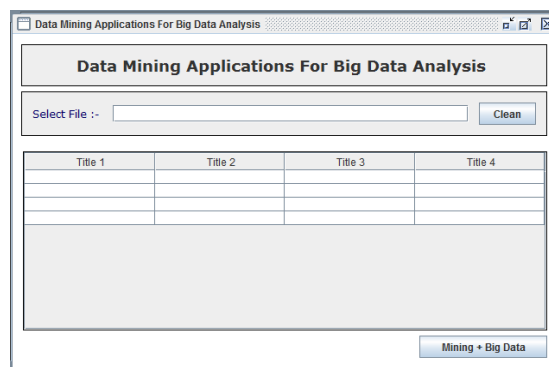 Data Mining Applications For Big Data Analysis
Data Mining Applications For Big Data Analysis
Select File :-
Clean
Title 1 Title 2 Title 3 Title 4
Mining + Big Data